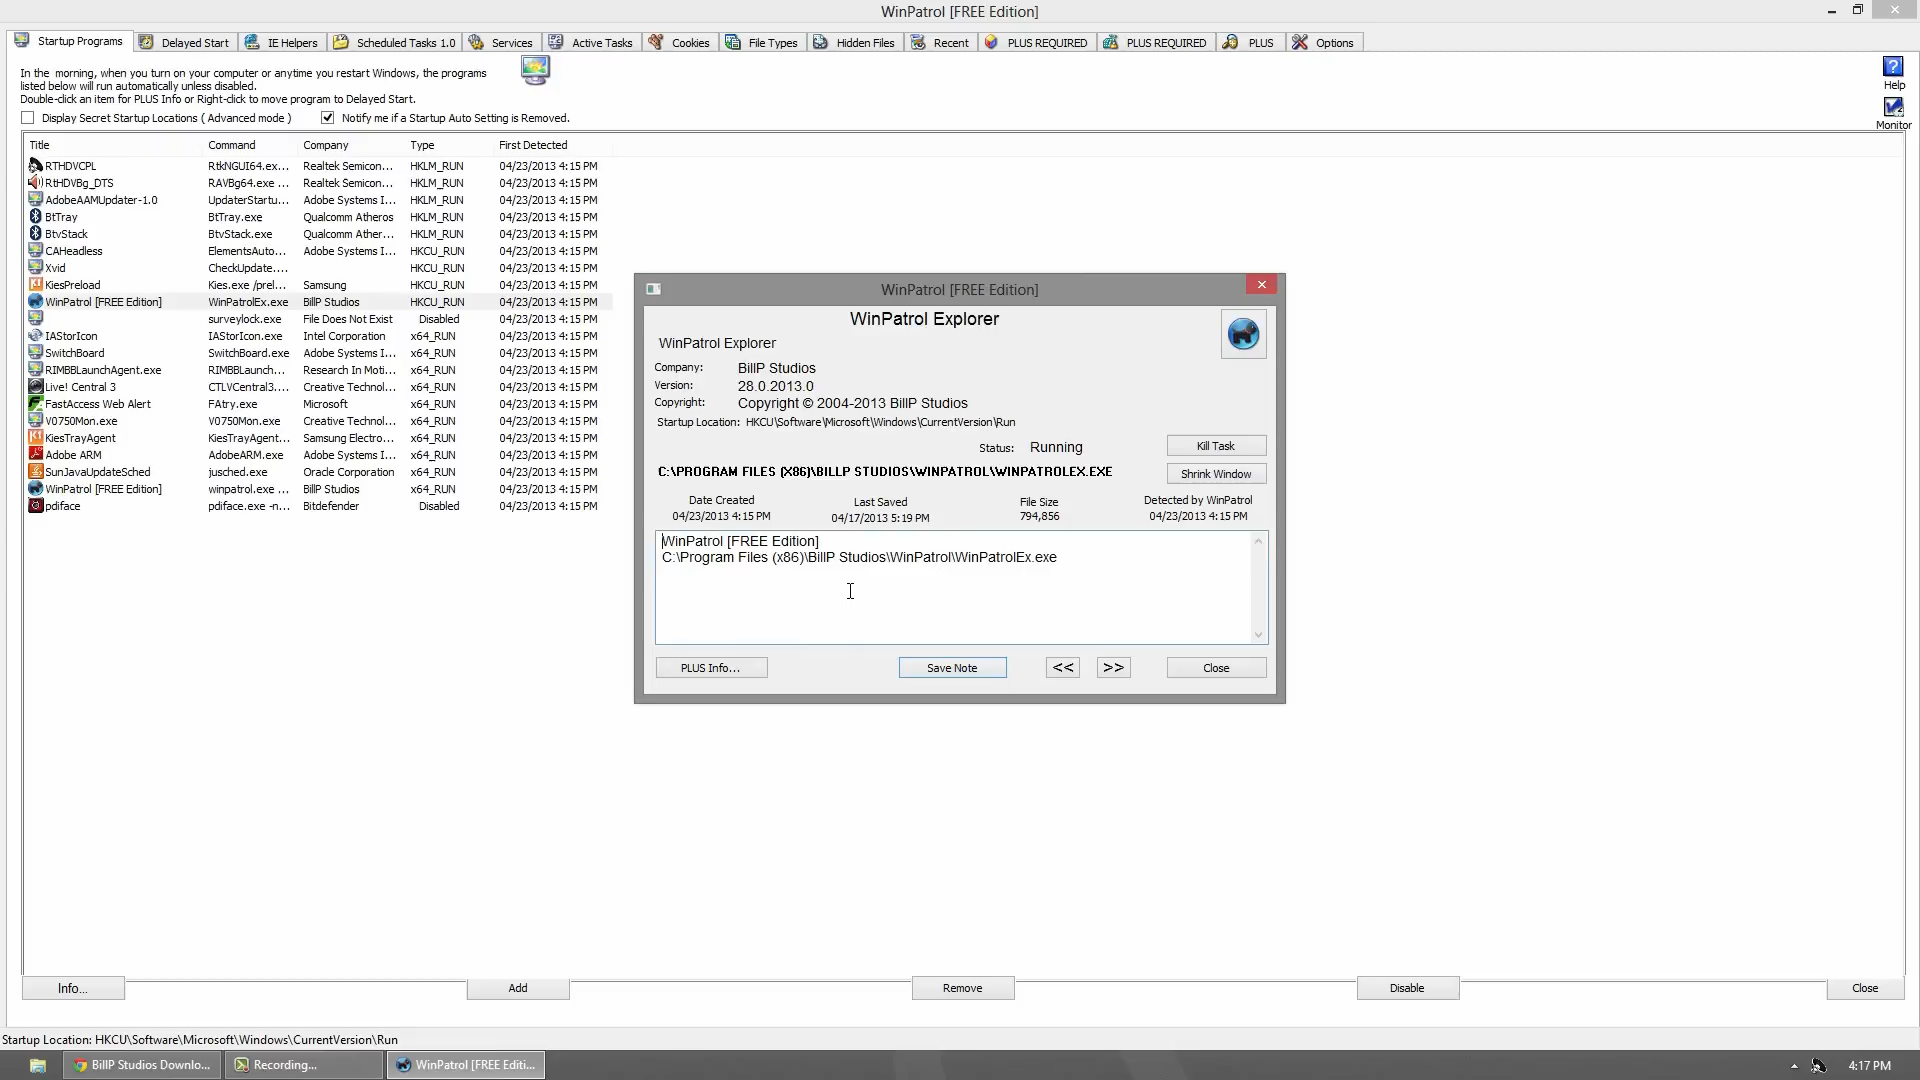 WinPatrol [FREE Edition]
Startup Programs Delayed Start IE Helpers Scheduled Tasks 1.0 Services Active Tasks Cookies File Types Hidden Files Recent PLUS REQUIRED PLUS REQUIRED PLUS Options
In the morning, when you turn on your computer or anytime you restart Windows, the programs
listed below will run automatically unless disabled.
Double-click an item for PLUS Info or Right-click to move program to Delayed Start.
Help
Display Secret Startup Locations ( Advanced mode ) Notify me if a Startup Auto Setting is Removed.
Monitor
Title Command Company Type First Detected
RTHDVCPL RtkNGUI64.ex... Realtek Semicon... HKLM_RUN 04/23/2013 4:15 PM
RtHDVBg_DTS RAVBg64.exe ... Realtek Semicon... HKLM_RUN 04/23/2013 4:15 PM
AdobeAAMUpdater-1.0 UpdaterStartu... Adobe Systems I... HKLM_RUN 04/23/2013 4:15 PM
BtTray BtTray.exe Qualcomm Atheros HKLM_RUN 04/23/2013 4:15 PM
BtvStack BtvStack.exe Qualcomm Ather... HKLM_RUN 04/23/2013 4:15 PM
CAHeadless ElementsAuto... Adobe Systems I... HKCU_RUN 04/23/2013 4:15 PM
Xvid CheckUpdate.... HKCU_RUN 04/23/2013 4:15 PM
KiesPreload Kies.exe /prel... Samsung HKCU_RUN 04/23/2013 4:15 PM
WinPatrol [FREE Edition] WinPatrolEx.exe BillP Studios HKCU_RUN 04/23/2013 4:15 PM
surveylock.exe File Does Not Exist Disabled 04/23/2013 4:15 PM
IAStorIcon IAStorIcon.exe Intel Corporation x64_RUN 04/23/2013 4:15 PM
SwitchBoard SwitchBoard.exe Adobe Systems I... x64_RUN 04/23/2013 4:15 PM
RIMBBLaunchAgent.exe RIMBBLaunch... Research In Moti... x64_RUN 04/23/2013 4:15 PM
Live! Central 3 CTLVCentral3.... Creative Technol... x64_RUN 04/23/2013 4:15 PM
FastAccess Web Alert FAtry.exe Microsoft x64_RUN 04/23/2013 4:15 PM
V0750Mon.exe V0750Mon.exe Creative Technol... x64_RUN 04/23/2013 4:15 PM
KiesTrayAgent KiesTrayAgent... Samsung Electro... x64_RUN 04/23/2013 4:15 PM
Adobe ARM AdobeARM.exe Adobe Systems I... x64_RUN 04/23/2013 4:15 PM
SunJavaUpdateSched jusched.exe Oracle Corporation x64_RUN 04/23/2013 4:15 PM
WinPatrol [FREE Edition] winpatrol.exe ... BillP Studios x64_RUN 04/23/2013 4:15 PM
pdiface pdiface.exe -n... Bitdefender Disabled 04/23/2013 4:15 PM
WinPatrol [FREE Edition]
WinPatrol Explorer
WinPatrol Explorer
Company: BillP Studios
Version: 28.0.2013.0
Copyright: Copyright © 2004-2013 BillP Studios
Startup Location: HKCU\Software\Microsoft\Windows\CurrentVersion\Run
Status: Running Kill Task
C:\PROGRAM FILES (X86)\BILLP STUDIOS\WINPATROL\WINPATROLEX.EXE Shrink Window
Date Created Last Saved File Size Detected by WinPatrol
04/23/2013 4:15 PM 04/17/2013 5:19 PM 794,856 04/23/2013 4:15 PM
WinPatrol [FREE Edition]
C:\Program Files (x86)\BillP Studios\WinPatrol\WinPatrolEx.exe
PLUS Info... Save Note << >> Close
Info... Add Remove Disable Close
Startup Location: HKCU\Software\Microsoft\Windows\CurrentVersion\Run
BillP Studios Downlo... Recording... WinPatrol [FREE Editi... 4:17 PM